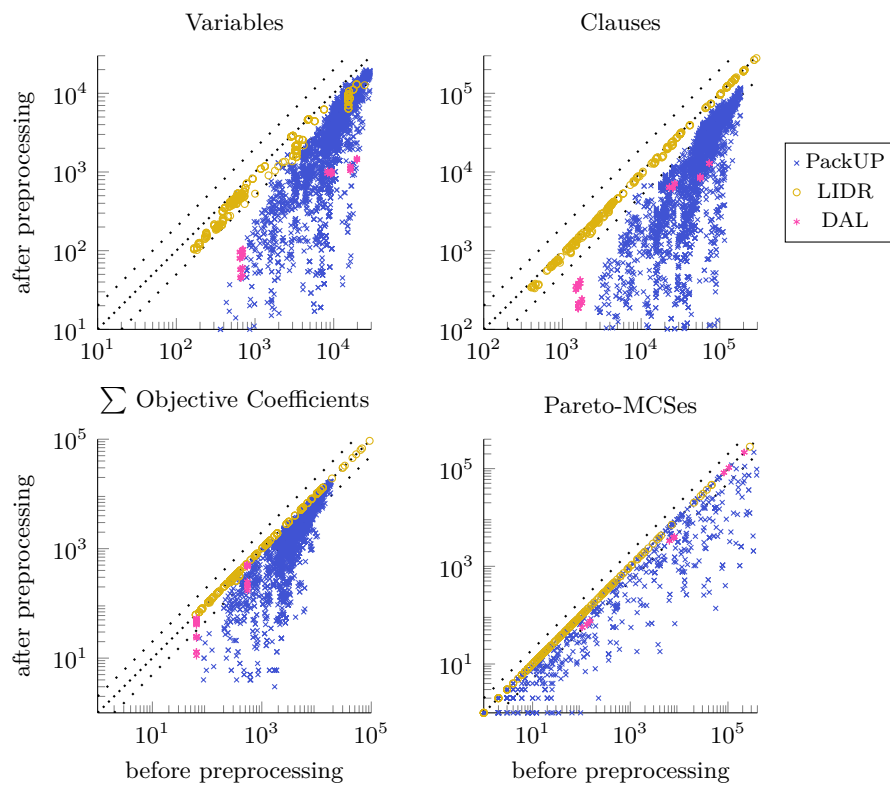 Variables
Clauses
after preprocessing
10^4
10^3
10^2
10^1
10^1 10^2 10^3 10^4
10^5
10^4
10^3
10^2
10^2 10^3 10^4 10^5
PackUP
LIDR
DAL
∑ Objective Coefficients
Pareto-MCSes
after preprocessing
10^5
10^3
10^1
10^1 10^3 10^5
before preprocessing
10^5
10^3
10^1
10^1 10^3 10^5
before preprocessing